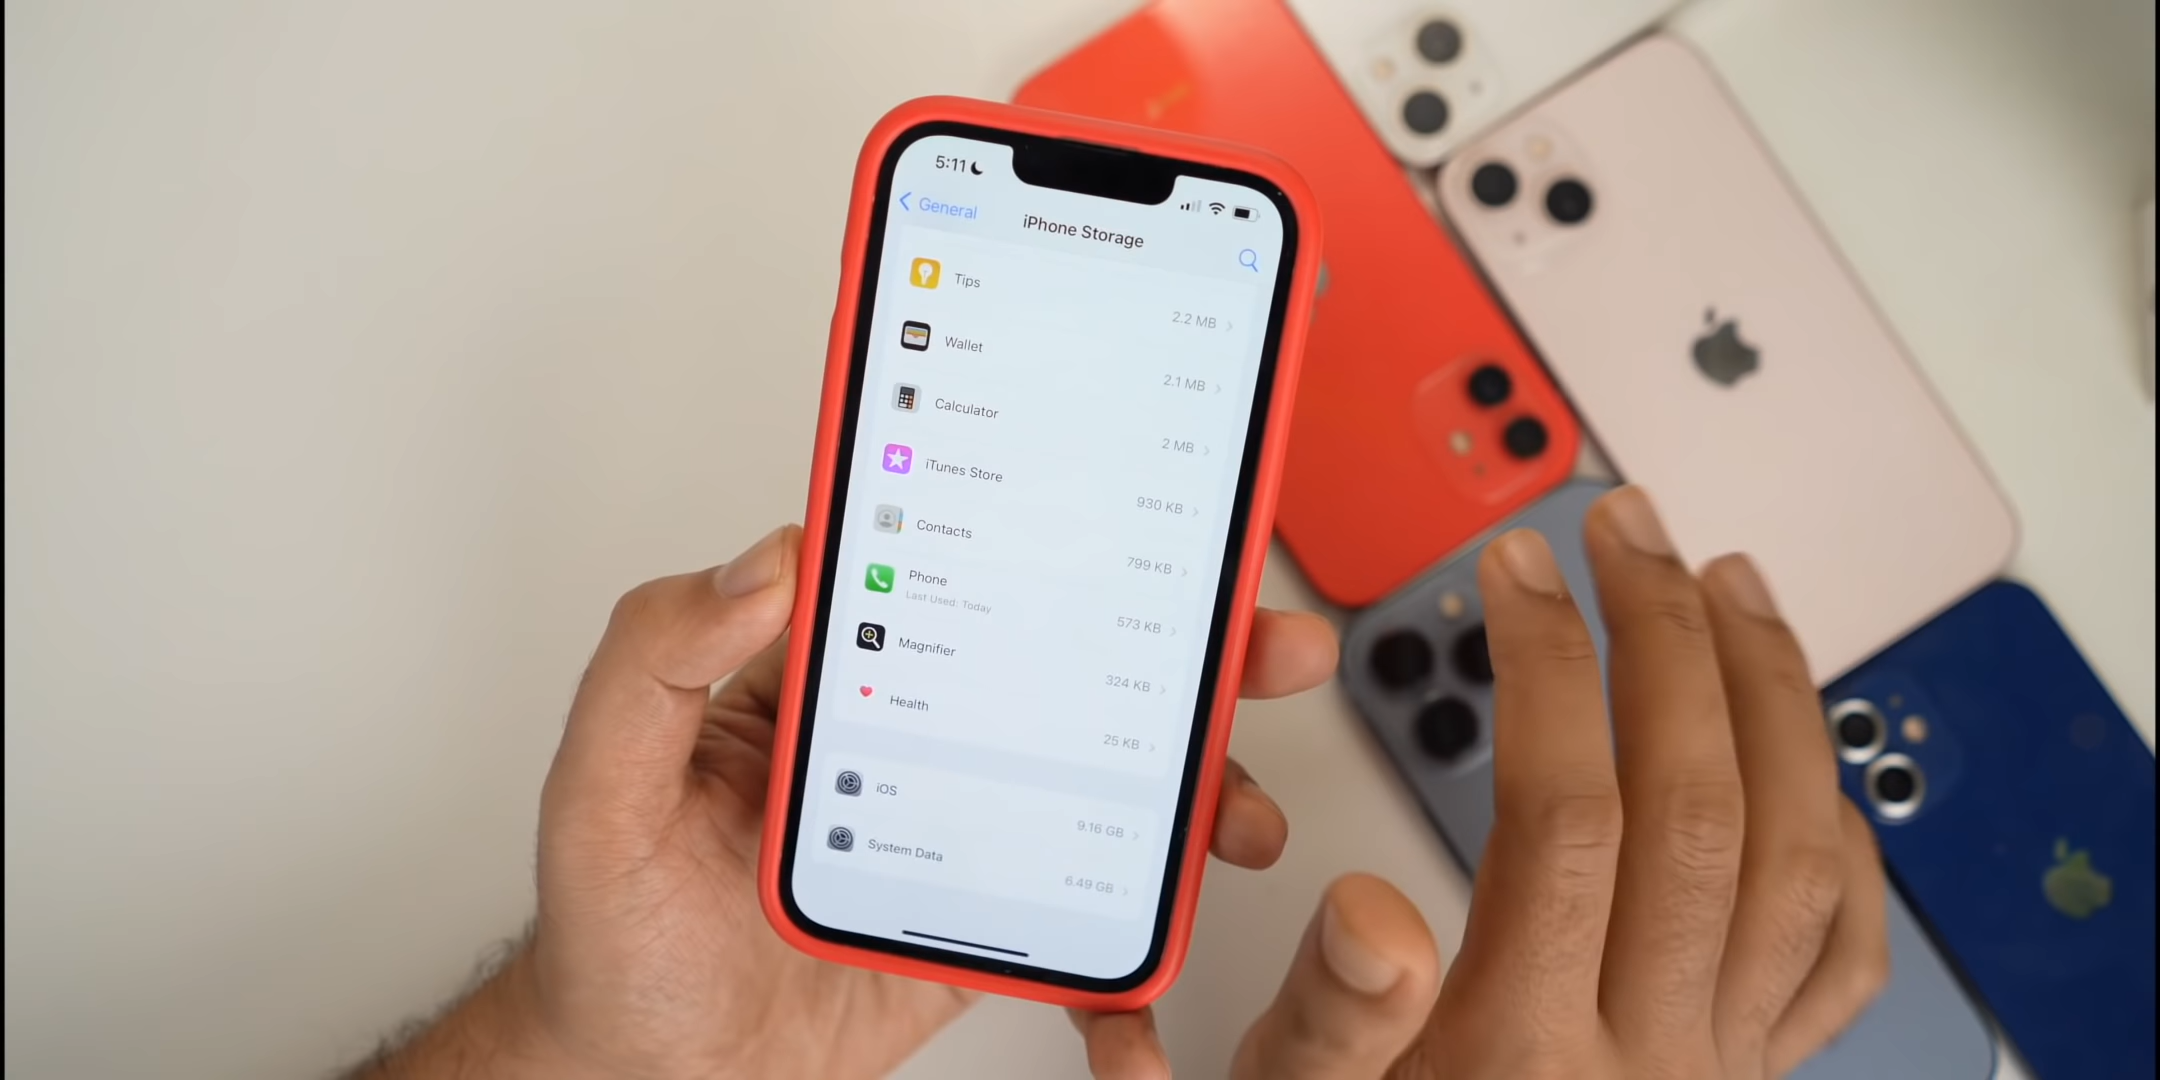 5:11
General
iPhone Storage
Tips
2.2 MB
Wallet
2.1 MB
Calculator
2 MB
iTunes Store
930 KB
Contacts
799 KB
Phone
Last Used: Today
573 KB
Magnifier
324 KB
Health
25 KB
iOS
9.16 GB
System Data
6.49 GB